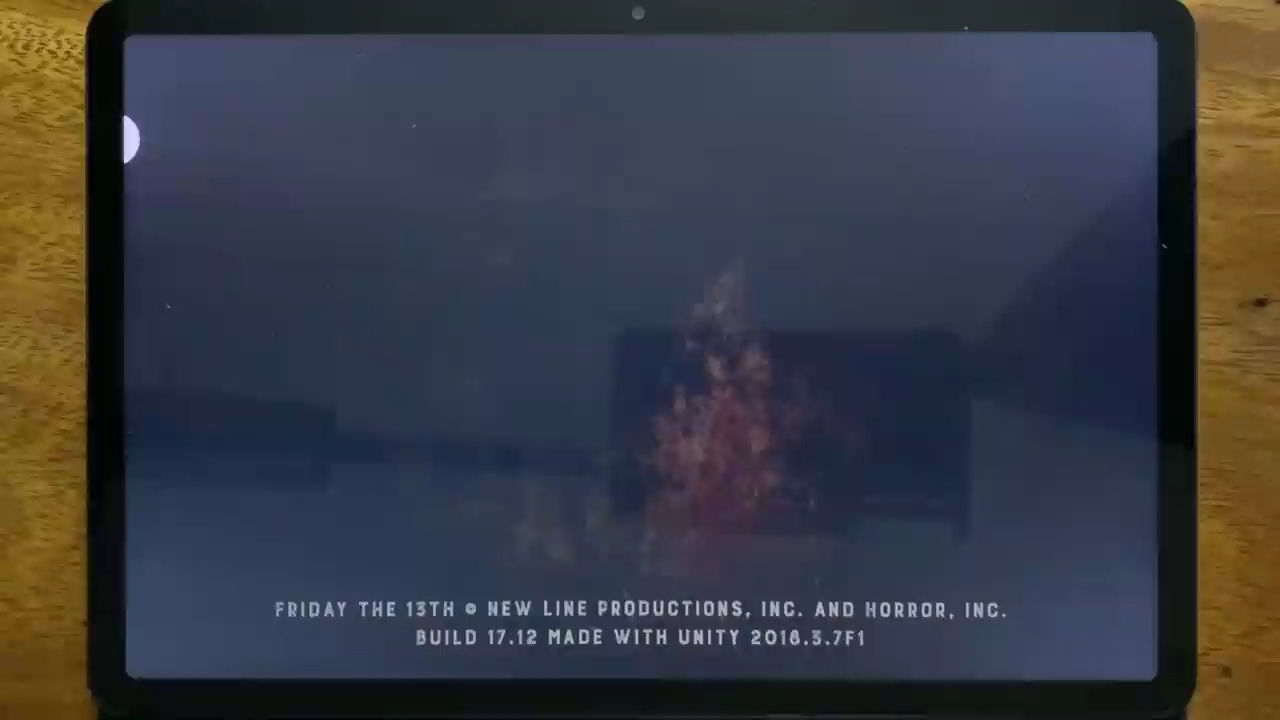 FRIDAY THE 13TH © NEW LINE PRODUCTIONS, INC. AND HORROR, INC.
BUILD 17.12 MADE WITH UNITY 2018.3.7F1